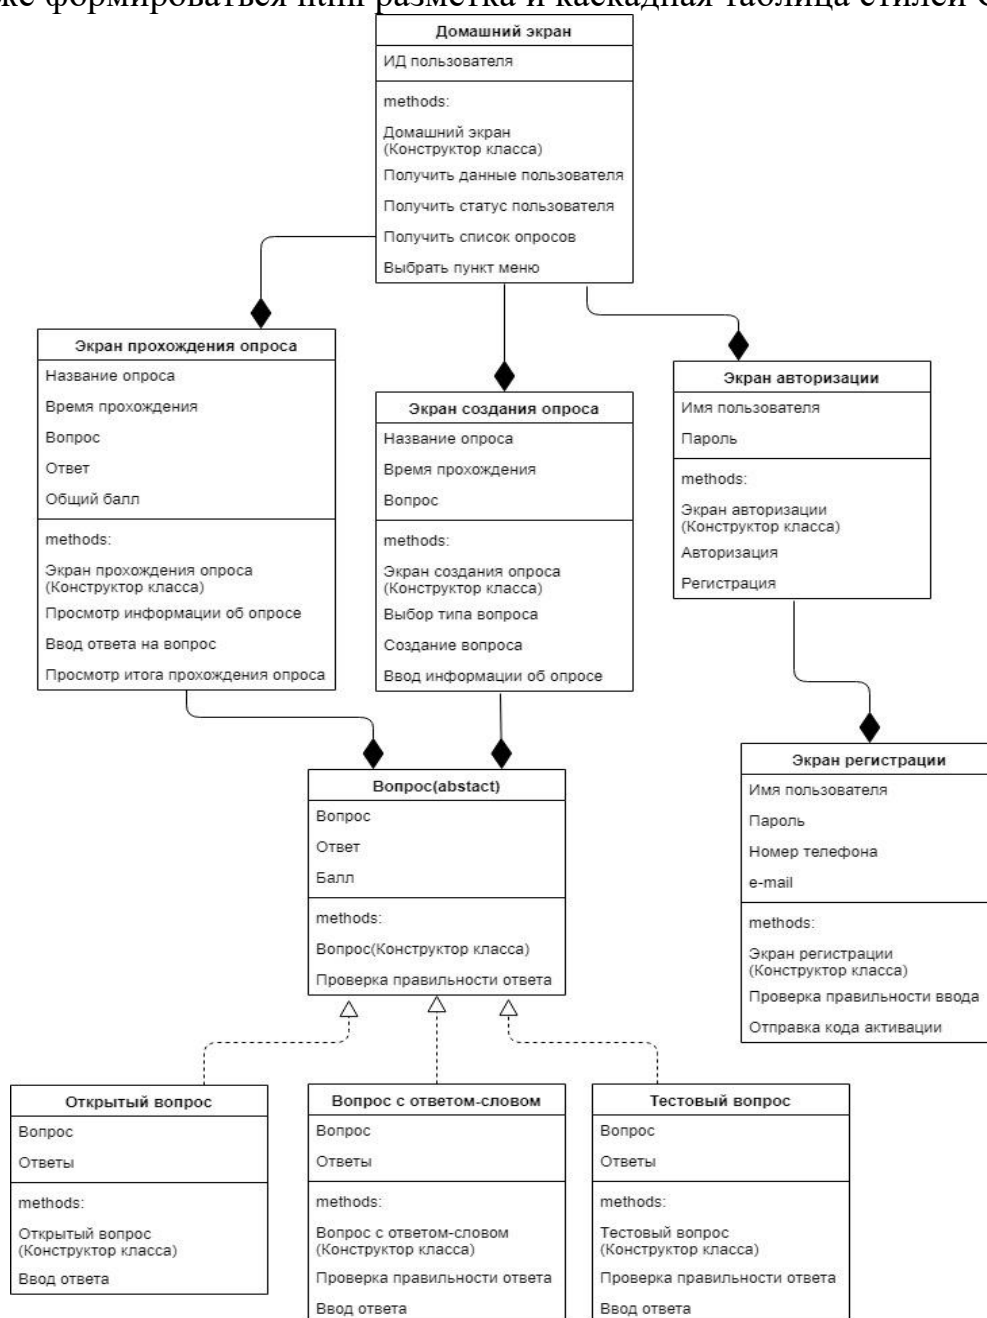 же формироваться html разметка и каскадная таблица стилей
Домашний экран
ИД пользователя
methods:
Домашний экран
(Конструктор класса)
Получить данные пользователя
Получить статус пользователя
Получить список опросов
Выбрать пункт меню
Экран прохождения опроса
Название опроса
Время прохождения
Вопрос
Ответ
Общий балл
methods:
Экран прохождения опроса
(Конструктор класса)
Просмотр информации об опросе
Ввод ответа на вопрос
Просмотр итога прохождения опроса
Экран создания опроса
Название опроса
Время прохождения
Вопрос
methods:
Экран создания опроса
(Конструктор класса)
Выбор типа вопроса
Создание вопроса
Ввод информации об опросе
Экран авторизации
Имя пользователя
Пароль
methods:
Экран авторизации
(Конструктор класса)
Авторизация
Регистрация
Вопрос(abstact)
Вопрос
Ответ
Балл
methods:
Вопрос(Конструктор класса)
Проверка правильности ответа
Экран регистрации
Имя пользователя
Пароль
Номер телефона
e-mail
methods:
Экран регистрации
(Конструктор класса)
Проверка правильности ввода
Отправка кода активации
Открытый вопрос
Вопрос
Ответы
methods:
Открытый вопрос
(Конструктор класса)
Ввод ответа
Вопрос с ответом-словом
Вопрос
Ответы
methods:
Вопрос с ответом-словом
(Конструктор класса)
Проверка правильности ответа
Ввод ответа
Тестовый вопрос
Вопрос
Ответы
methods:
Тестовый вопрос
(Конструктор класса)
Проверка правильности ответа
Ввод ответа